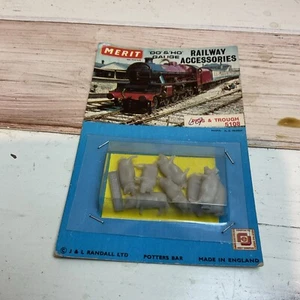 MERIT
'OO' & 'HO'
GAUGE
RAILWAY
ACCESSORIES
& TROUGH
5108
© J & L RANDALL LTD POTTERS BAR MADE IN ENGLAND